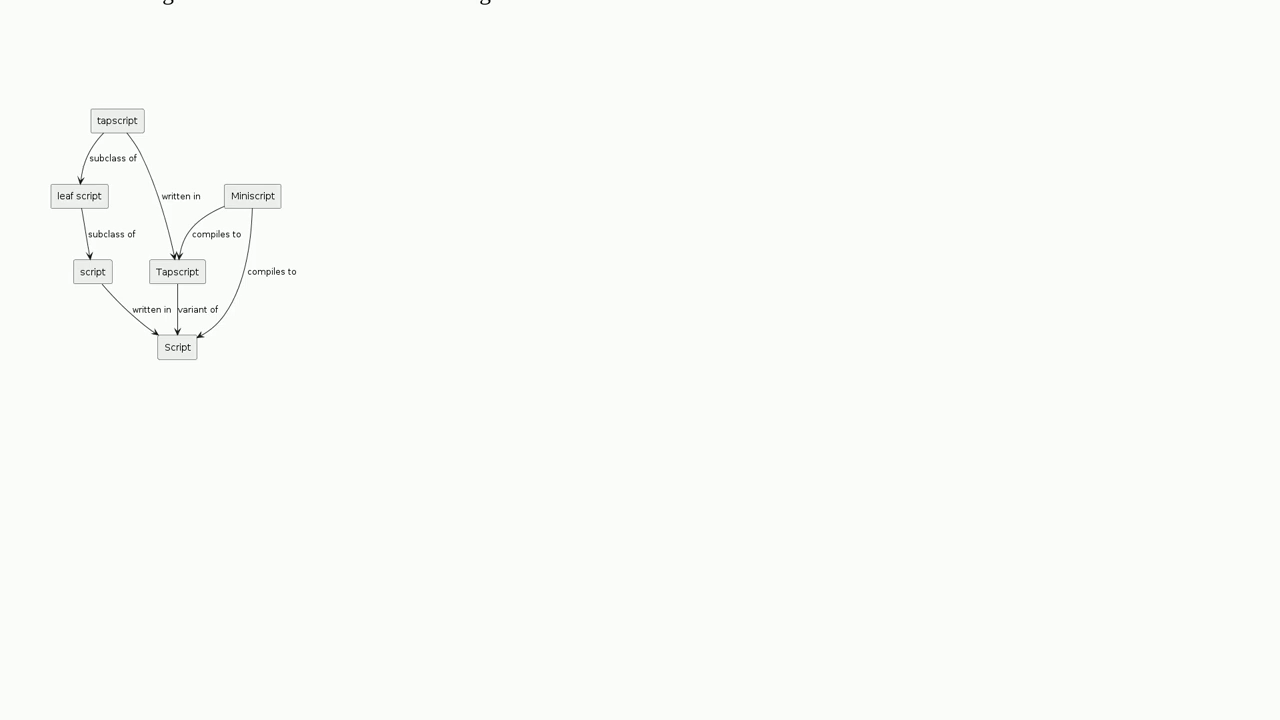 tapscript
subclass of
leaf script
written in
Miniscript
subclass of
compiles to
script
Tapscript
compiles to
written in
variant of
Script